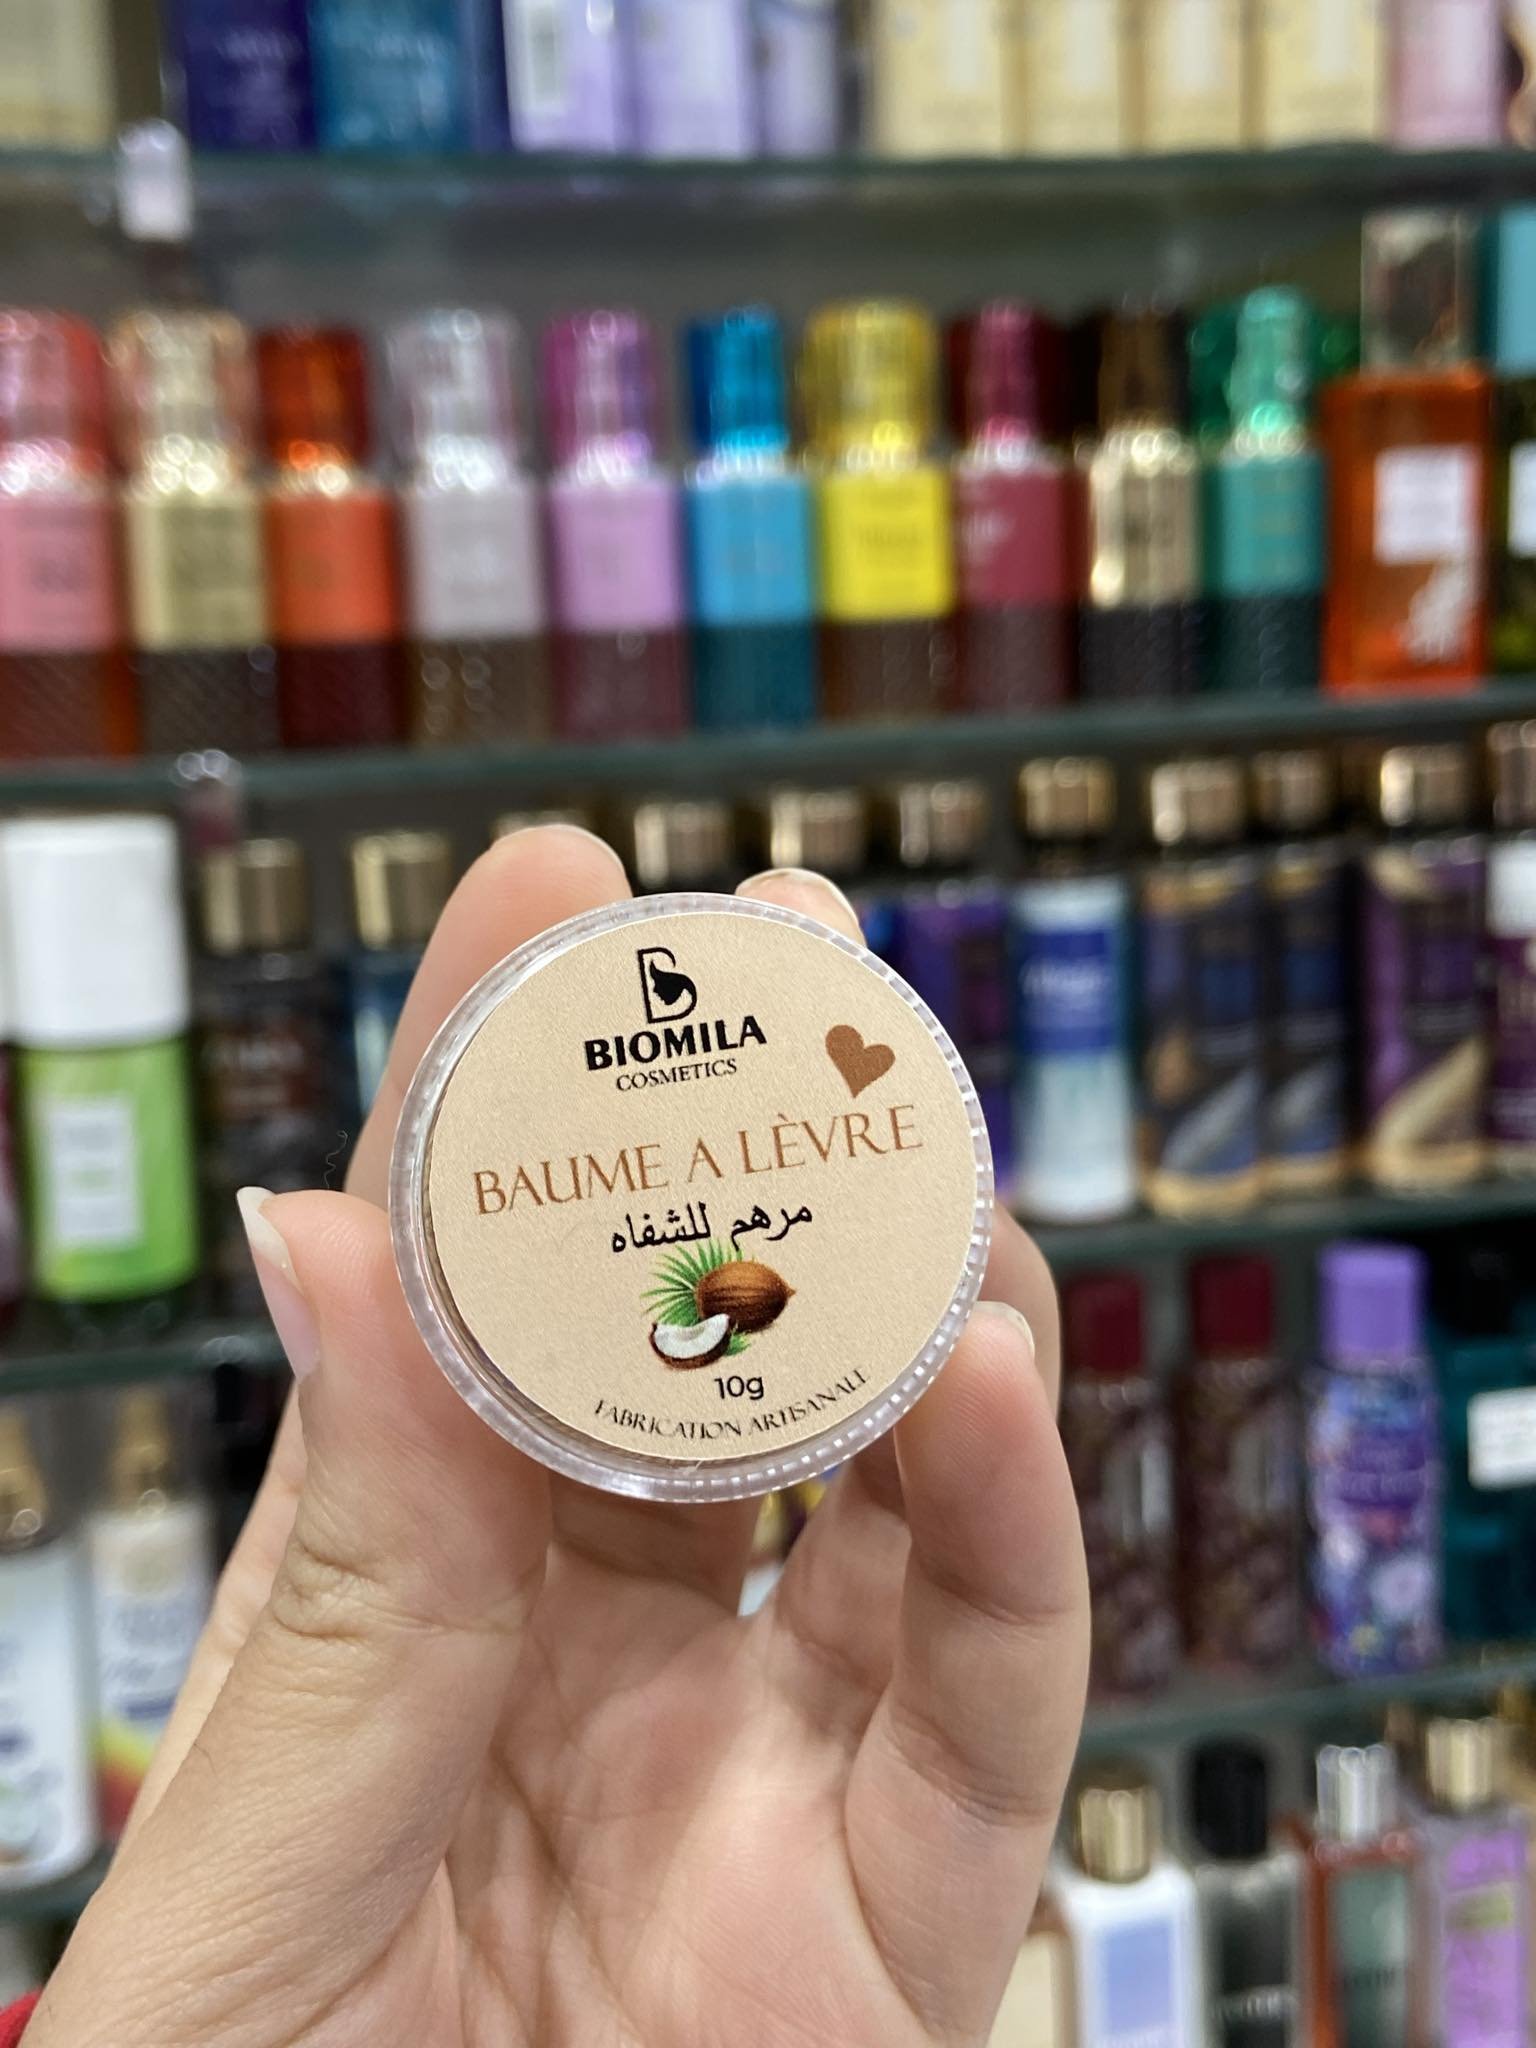 BIOMILA
COSMETICS
BAUME A LÈVRE
مرهم للشفاه
10g
FABRICATION ARTISANALE